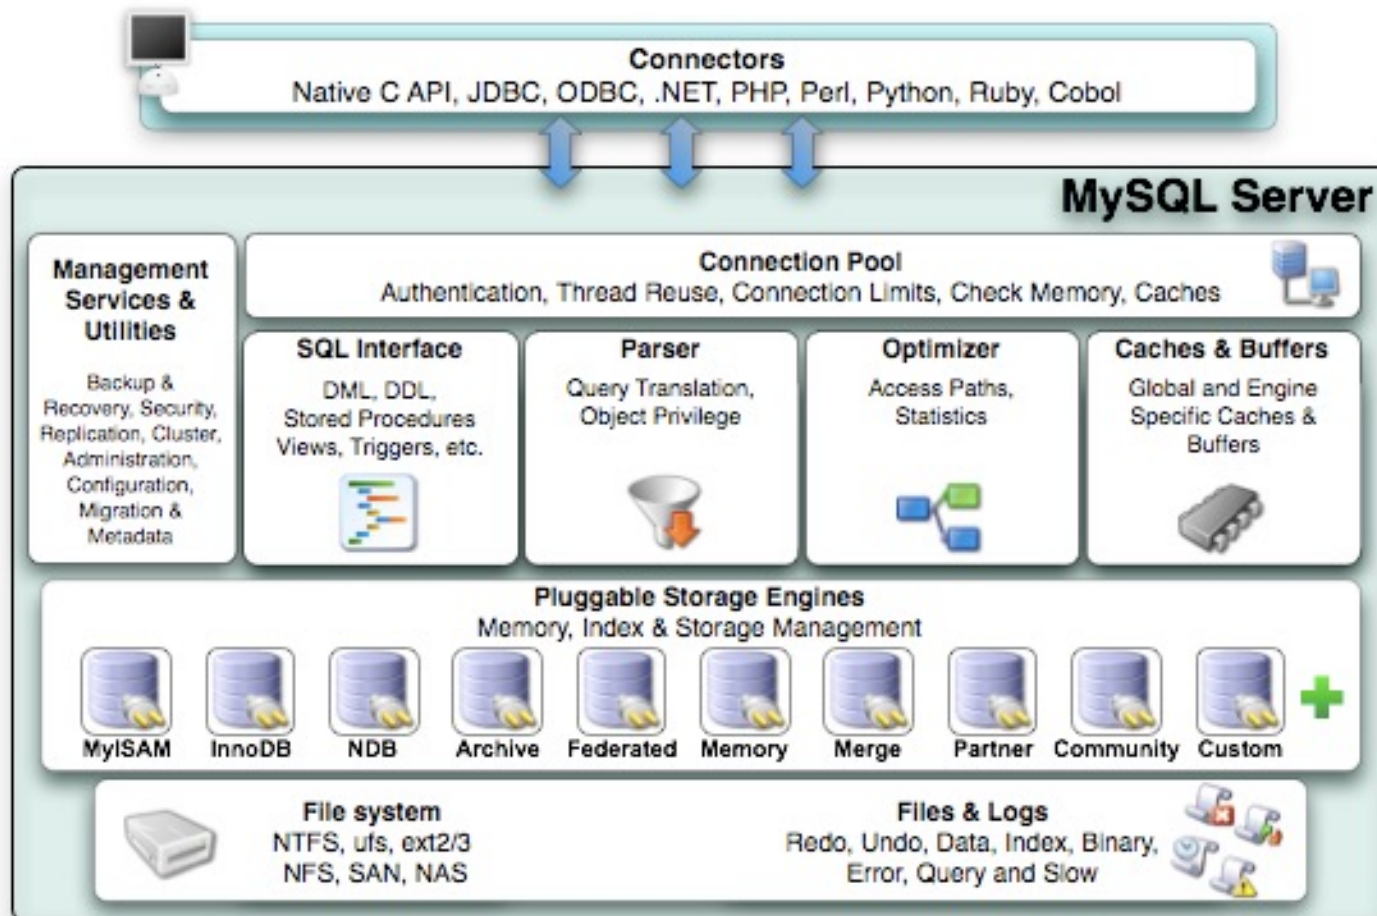 Connectors
Native C API, JDBC, ODBC, .NET, PHP, Perl, Python, Ruby, Cobol
MySQL Server
Management
Services &
Utilities
Backup &
Recovery, Security,
Replication, Cluster,
Administration,
Configuration,
Migration &
Metadata
Connection Pool
Authentication, Thread Reuse, Connection Limits, Check Memory, Caches
SQL Interface
DML, DDL,
Stored Procedures
Views, Triggers, etc.
Parser
Query Translation,
Object Privilege
Optimizer
Access Paths,
Statistics
Caches & Buffers
Global and Engine
Specific Caches &
Buffers
Pluggable Storage Engines
Memory, Index & Storage Management
MyISAM
InnoDB
NDB
Archive
Federated
Memory
Merge
Partner
Community
Custom
File system
NTFS, ufs, ext2/3
NFS, SAN, NAS
Files & Logs
Redo, Undo, Data, Index, Binary,
Error, Query and Slow